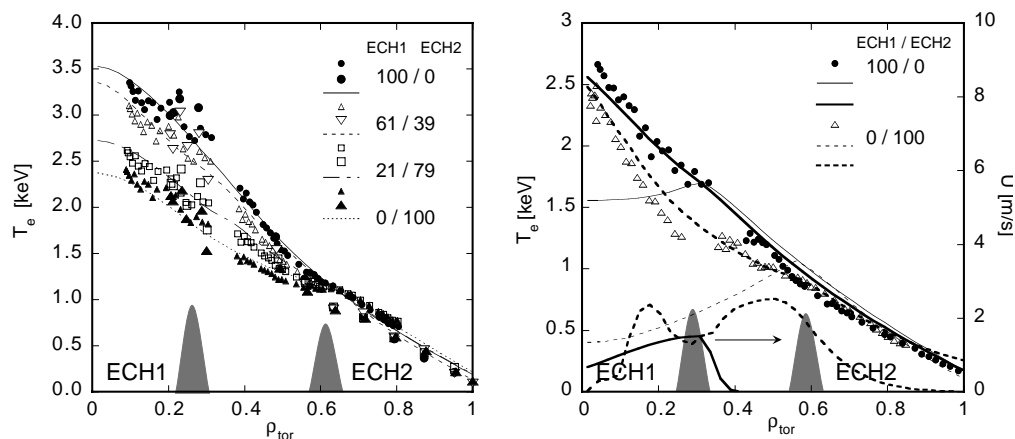 4.0
3.5
3.0
2.5
2.0
1.5
1.0
0.5
0.0
T_e [keV]
ECH1 ECH2
100 / 0
61 / 39
21 / 79
0 / 100
ECH1
ECH2
0 0.2 0.4 0.6 0.8 1
ρ_tor
3
2.5
2
1.5
1
0.5
0
T_e [keV]
ECH1 / ECH2
100 / 0
0 / 100
ECH1
ECH2
0 0.2 0.4 0.6 0.8 1
ρ_tor
10
8
6
4
2
0
U [m/s]